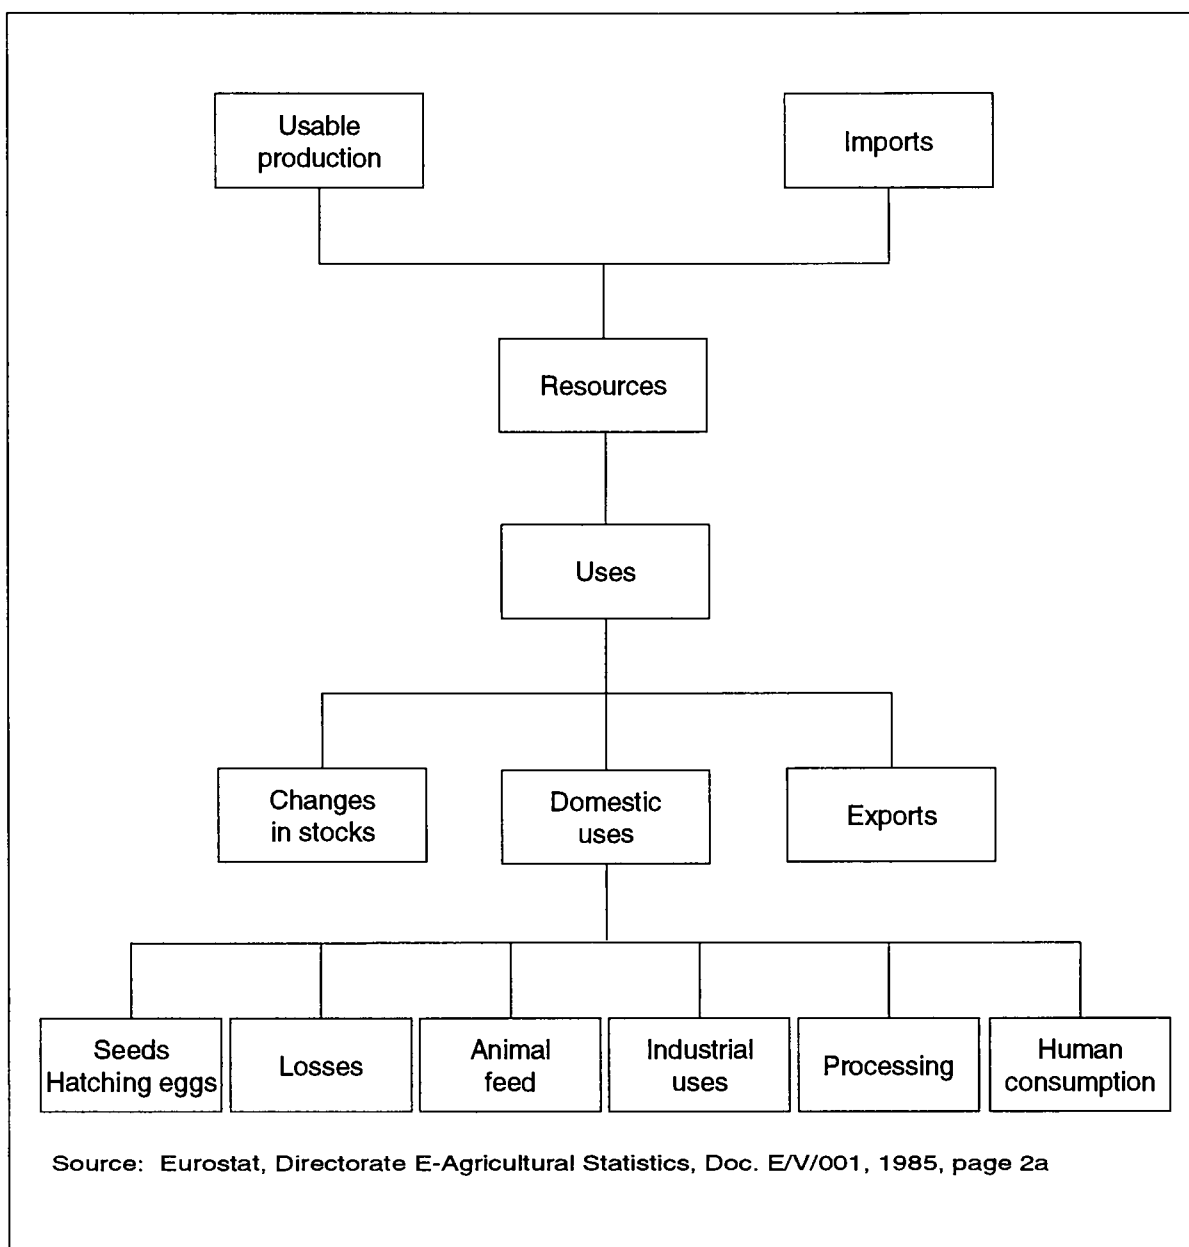 Usable
production
Imports
Resources
Uses
Changes
in stocks
Domestic
uses
Exports
Seeds
Hatching eggs
Losses
Animal
feed
Industrial
uses
Processing
Human
consumption
Source: Eurostat, Directorate E-Agricultural Statistics, Doc. E/V/001, 1985, page 2a